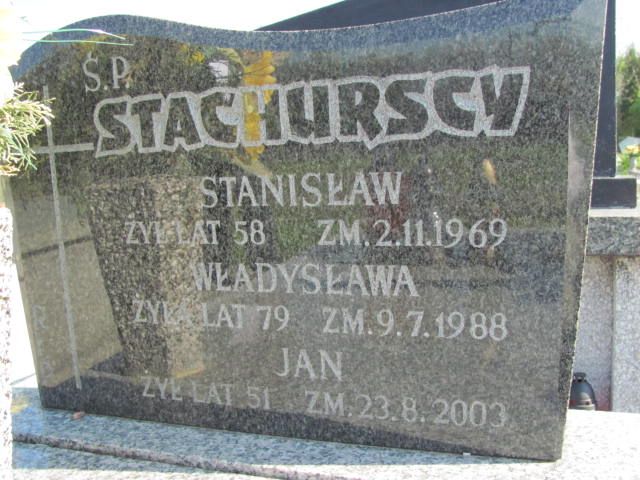 Ś.P.
STACHURSCY
STANISŁAW
ŻYŁ LAT 58 ZM. 2.11.1969
WŁADYSŁAWA
ŻYŁA LAT 79 ZM. 9.7.1988
JAN
ŻYŁ LAT 51 ZM. 23.8.2003